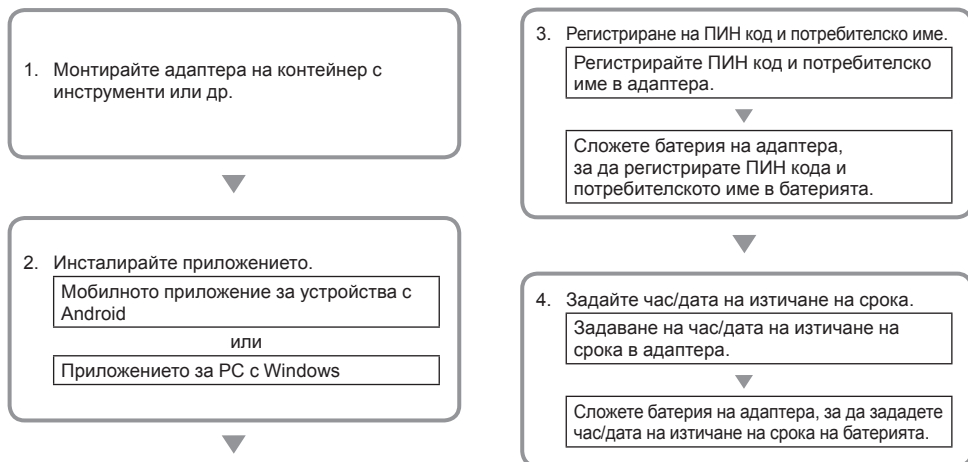 1. Монтирайте адаптера на контейнер с
инструменти или др.
2. Инсталирайте приложението.
Мобилното приложение за устройства с
Android
или
Приложението за PC с Windows
3. Регистриране на ПИН код и потребителско име.
Регистрирайте ПИН код и потребителско
име в адаптера.
Сложете батерия на адаптера,
за да регистрирате ПИН кода и
потребителското име в батерията.
4. Задайте час/дата на изтичане на срока.
Задаване на час/дата на изтичане на
срока в адаптера.
Сложете батерия на адаптера, за да зададете
час/дата на изтичане на срока на батерията.